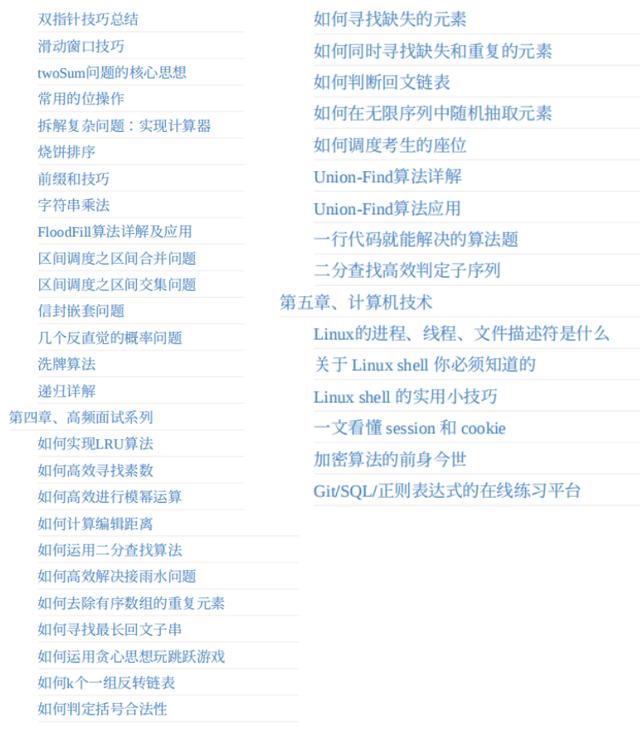 双指针技巧总结
滑动窗口技巧
twoSum问题的核心思想
常用的位操作
拆解复杂问题：实现计算器
烧饼排序
前缀和技巧
字符串乘法
FloodFill算法详解及应用
区间调度之区间合并问题
区间调度之区间交集问题
信封嵌套问题
几个反直觉的概率问题
洗牌算法
递归详解
第四章、高频面试系列
如何实现LRU算法
如何高效寻找素数
如何高效进行模幂运算
如何计算编辑距离
如何运用二分查找算法
如何高效解决接雨水问题
如何去除有序数组的重复元素
如何寻找最长回文子串
如何运用贪心思想玩跳跃游戏
如何k个一组反转链表
如何判定括号合法性
如何寻找缺失的元素
如何同时寻找缺失和重复的元素
如何判断回文链表
如何在无限序列中随机抽取元素
如何调度考生的座位
Union-Find算法详解
Union-Find算法应用
一行代码就能解决的算法题
二分查找高效判定子序列
第五章、计算机技术
Linux的进程、线程、文件描述符是什么
关于 Linux shell 你必须知道的
Linux shell 的实用小技巧
一文看懂 session 和 cookie
加密算法的前身今世
Git/SQL/正则表达式的在线练习平台